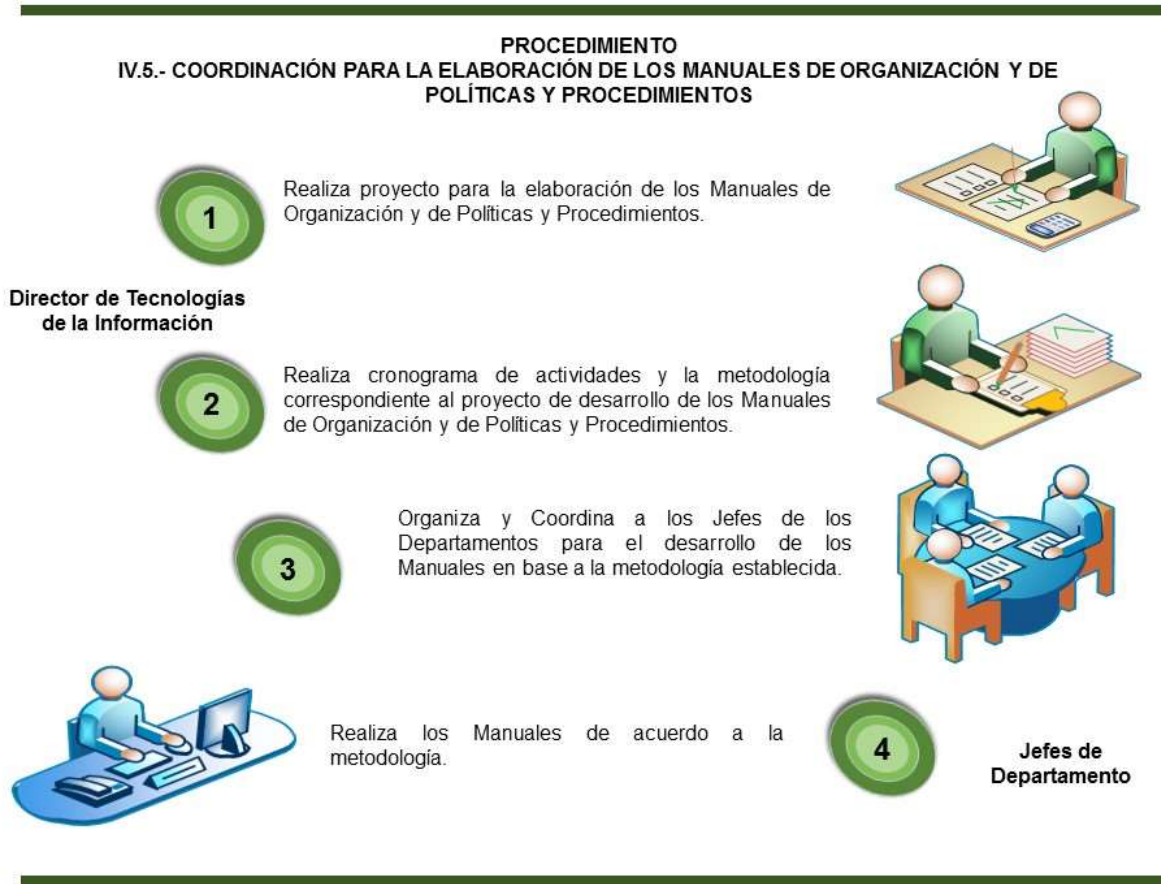 PROCEDIMIENTO
IV.5.- COORDINACIÓN PARA LA ELABORACIÓN DE LOS MANUALES DE ORGANIZACIÓN Y DE
POLÍTICAS Y PROCEDIMIENTOS
1
Realiza proyecto para la elaboración de los Manuales de
Organización y de Políticas y Procedimientos.
Director de Tecnologías
de la Información
2
Realiza cronograma de actividades y la metodología
correspondiente al proyecto de desarrollo de los Manuales
de Organización y de Políticas y Procedimientos.
3
Organiza y Coordina a los Jefes de los
Departamentos para el desarrollo de los
Manuales en base a la metodología establecida.
Realiza los Manuales de acuerdo a la
metodología.
4
Jefes de
Departamento